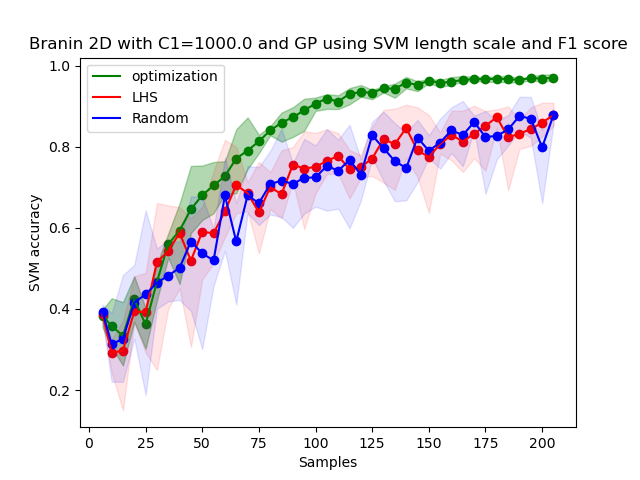 Branin 2D with C1=1000.0 and GP using SVM length scale and F1 score
optimization
LHS
Random
1.0
0.8
0.6
0.4
0.2
SVM accuracy
0 25 50 75 100 125 150 175 200
Samples